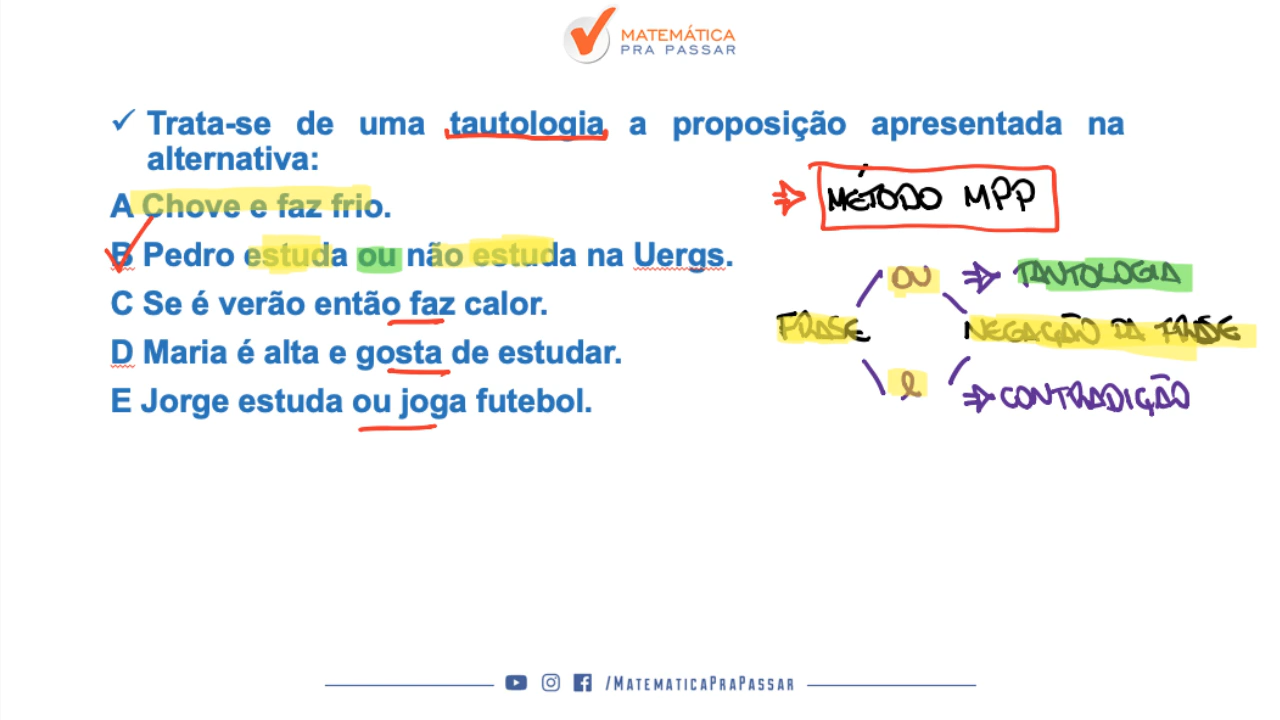 MATEMÁTICA
PRA PASSAR
✓ Trata-se de uma tautologia a proposição apresentada na
alternativa:
A Chove e faz frio.
B Pedro estuda ou não estuda na Uergs.
C Se é verão então faz calor.
D Maria é alta e gosta de estudar.
E Jorge estuda ou joga futebol.
⇒ MÉTODO MPP
OU ⇒ TAUTOLOGIA
FRASE NEGAÇÃO DA FRASE
e ⇒ CONTRADIÇÃO
/MATEMATICAPRAPASSAR